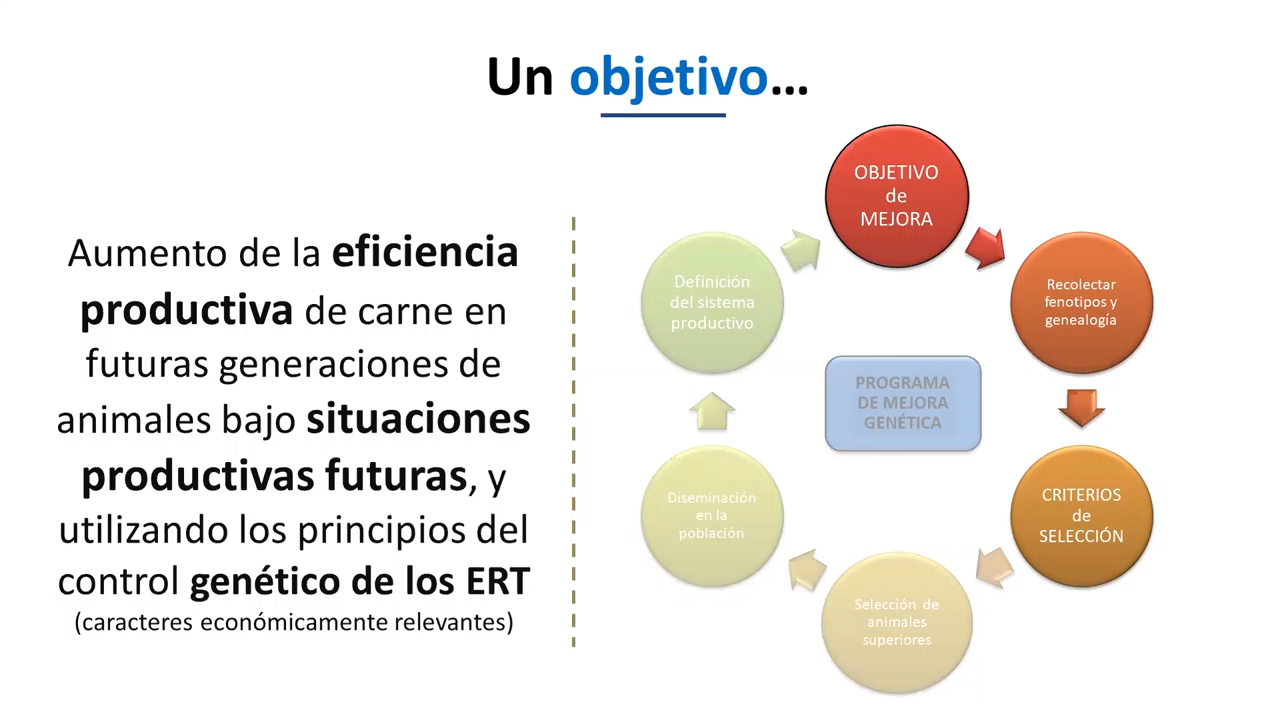 Un objetivo...
Aumento de la eficiencia
productiva de carne en
futuras generaciones de
animales bajo situaciones
productivas futuras, y
utilizando los principios del
control genético de los ERT
(caracteres económicamente relevantes)
OBJETIVO
de
MEJORA
Recolectar
fenotipos y
genealogía
CRITERIOS
de
SELECCIÓN
Selección de
animales
superiores
Diseminación
en la
población
Definición
del sistema
productivo
PROGRAMA
DE MEJORA
GENÉTICA